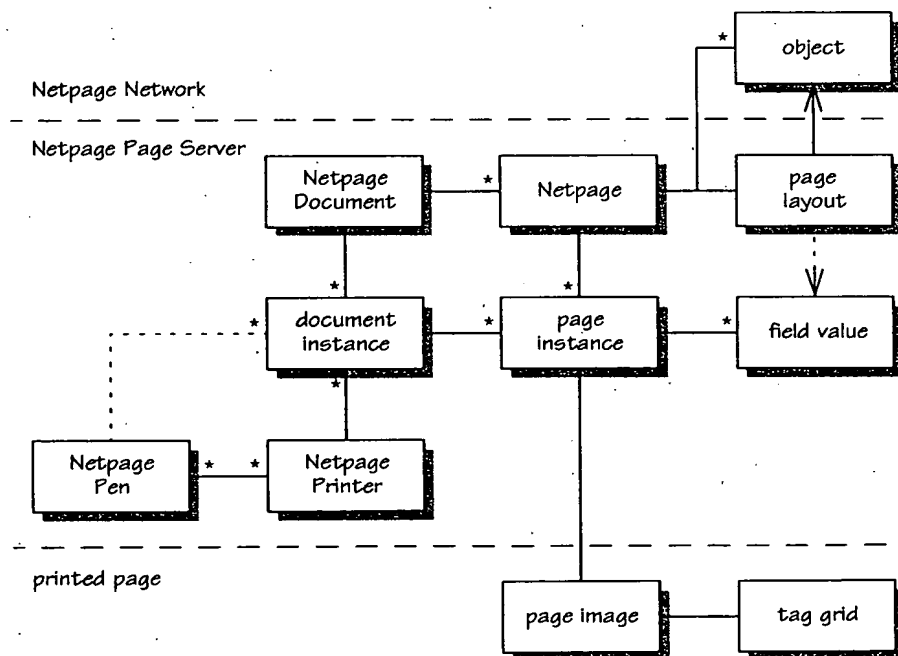 *
object
Netpage Network
Netpage Page Server
Netpage
Document
*
Netpage
page
layout
*
*
*
document
instance
*
page
instance
*
field value
*
Netpage
Pen
*
*
Netpage
Printer
printed page
page image
tag grid